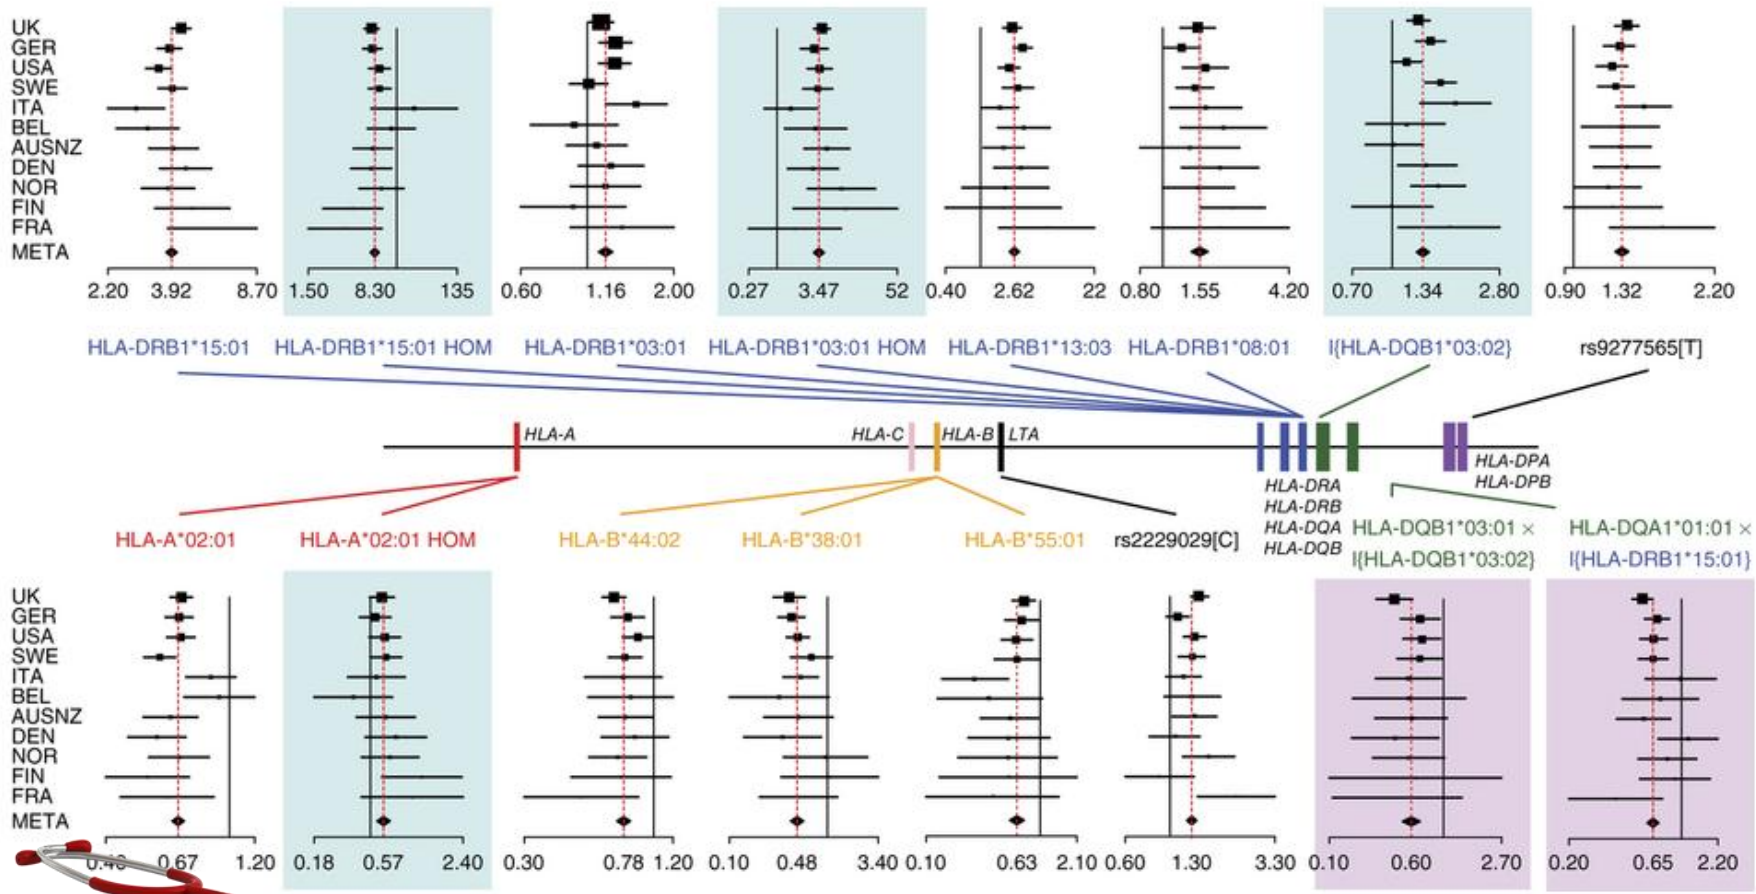 UK
GER
USA
SWE
ITA
BEL
AUSNZ
DEN
NOR
FIN
FRA
META
2.20 3.92 8.70 1.50 8.30 135 0.60 1.16 2.00 0.27 3.47 52 0.40 2.62 22 0.80 1.55 4.20 0.70 1.34 2.80 0.90 1.32 2.20
HLA-DRB1*15:01 HLA-DRB1*15:01 HOM HLA-DRB1*03:01 HLA-DRB1*03:01 HOM HLA-DRB1*13:03 HLA-DRB1*08:01 I{HLA-DQB1*03:02} rs9277565[T]
HLA-A HLA-C HLA-B LTA
HLA-DPA
HLA-DPB
HLA-DRA
HLA-DRB
HLA-DQA
HLA-DQB
HLA-A*02:01 HLA-A*02:01 HOM HLA-B*44:02 HLA-B*38:01 HLA-B*55:01 rs2229029[C]
HLA-DQB1*03:01 ×
I{HLA-DQB1*03:02}
HLA-DQA1*01:01 ×
I{HLA-DRB1*15:01}
UK
GER
USA
SWE
ITA
BEL
AUSNZ
DEN
NOR
FIN
FRA
META
0.40 0.67 1.20 0.18 0.57 2.40 0.30 0.78 1.20 0.10 0.48 3.40 0.10 0.63 2.10 0.60 1.30 3.30 0.10 0.60 2.70 0.20 0.65 2.20